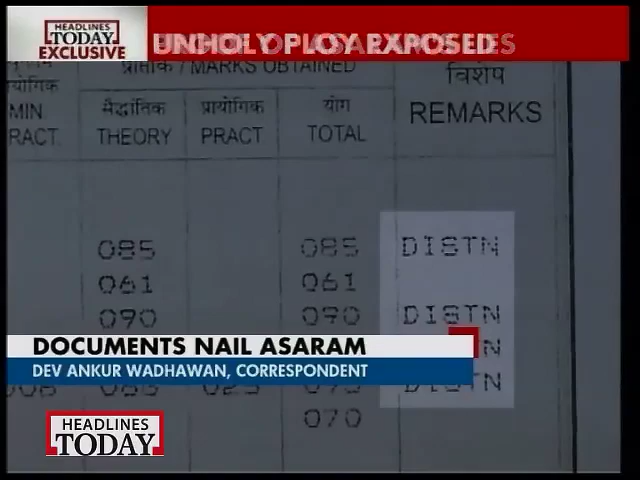 HEADLINES
TODAY
EXCLUSIVE
UNHOLY PLOY EXPOSED
प्राप्तांक / MARKS OBTAINED
विशेष
REMARKS
MIN
RACT.
सैद्धांतिक
THEORY
प्रायोगिक
PRACT
योग
TOTAL
085 085 DISTN
061 061
090 090 DISTN
DOCUMENTS NAIL ASARAM
DEV ANKUR WADHAWAN, CORRESPONDENT
DISTN
070
HEADLINES
TODAY